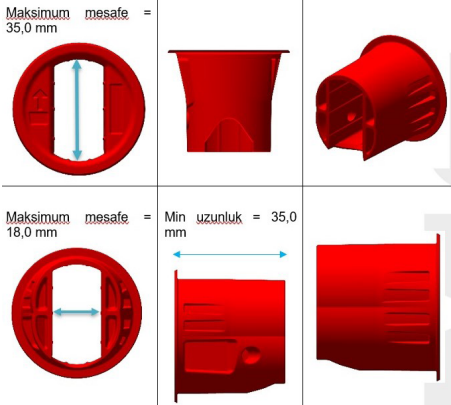 Maksimum mesafe =
35,0 mm
Maksimum mesafe =
18,0 mm
Min uzunluk = 35,0
mm